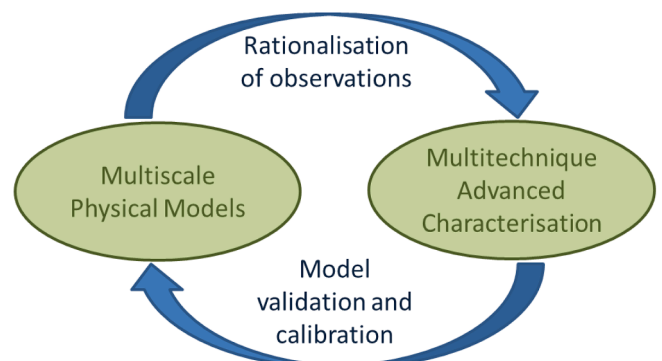 Rationalisation
of observations
Multiscale
Physical Models
Multitechnique
Advanced
Characterisation
Model
validation and
calibration